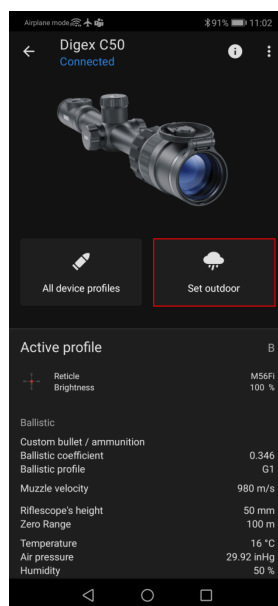 Airplane mode 91% 11:02
Digex C50
Connected
All device profiles
Set outdoor
Active profile B
Reticle M56Fi
Brightness 100 %
Ballistic
Custom bullet / ammunition
Ballistic coefficient 0.346
Ballistic profile G1
Muzzle velocity 980 m/s
Riflescope's height 50 mm
Zero Range 100 m
Temperature 16 °C
Air pressure 29.92 inHg
Humidity 50 %